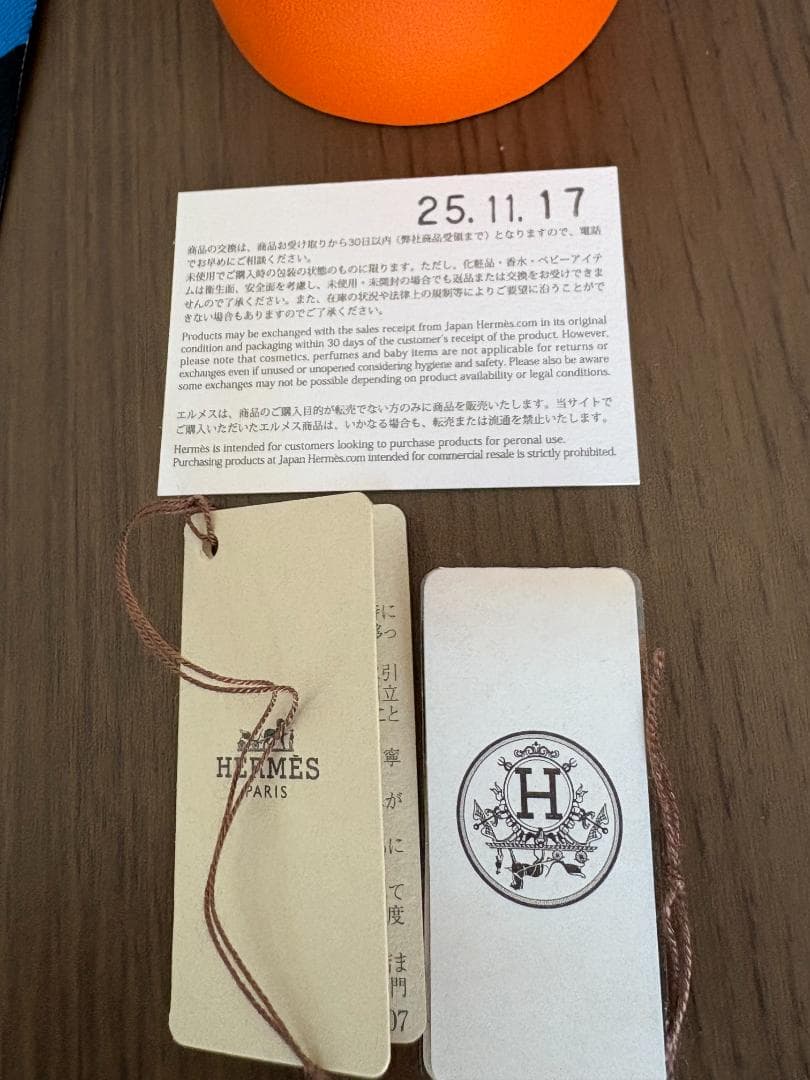 25.11.17
商品の交換は、商品お受け取りから30日以内（弊社商品受領まで）となりますので、電話
でお早めにご相談ください。
未使用でご購入時の包装の状態のものに限ります。ただし、化粧品・香水・ベビーアイテ
ムは衛生面、安全面を考慮し、未使用・未開封の場合でも返品または交換をお受けできま
せんので了承ください。また、在庫の状況や法律上の規制等によりご要望に沿うことがで
きない場合もありますのでご了承ください。
Products may be exchanged with the sales receipt from Japan Hermès.com in its original
condition and packaging within 30 days of the customer's receipt of the product. However,
please note that cosmetics, perfumes and baby items are not applicable for returns or
exchanges even if unused or unopened considering hygiene and safety. Please also be aware
some exchanges may not be possible depending on product availability or legal conditions.
エルメスは、商品のご購入目的が転売でない方のみに商品を販売いたします。当サイトで
ご購入いただいたエルメス商品は、いかなる場合も、転売または流通を禁止いたします。
Hermès is intended for customers looking to purchase products for peronal use.
Purchasing products at Japan Hermès.com intended for commercial resale is strictly prohibited.
HERMÈS
PARIS
に
っ
引
立
と
寧
が
に
て
度
ま
門
07
H